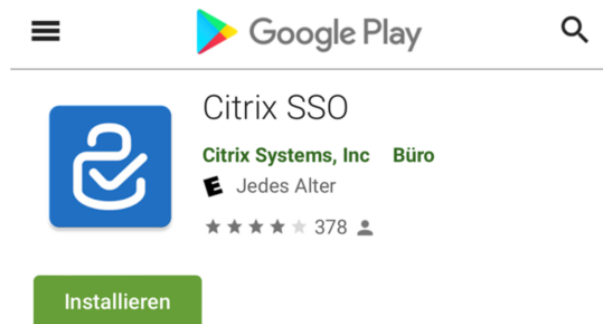 Google Play
Citrix SSO
Citrix Systems, Inc Büro
E Jedes Alter
378
Installieren